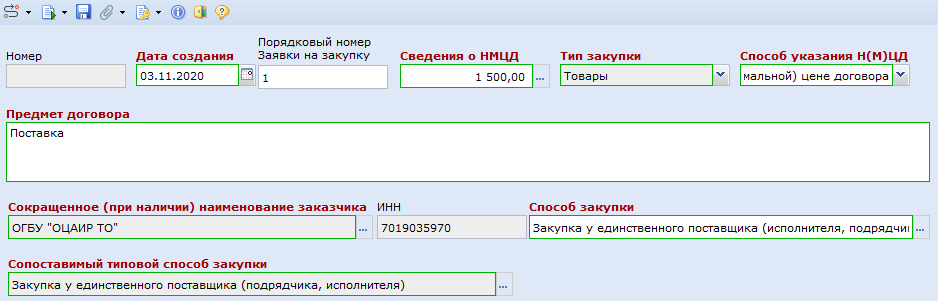 Номер
Дата создания
Порядковый номер
Заявки на закупку
Сведения о НМЦД
Тип закупки
Способ указания Н(М)ЦД
03.11.2020
1
1 500,00
...
Товары
мальной) цене договора
Предмет договора
Поставка
Сокращенное (при наличии) наименование заказчика
ИНН
Способ закупки
ОГБУ "ОЦАИР ТО"
...
7019035970
Закупка у единственного поставщика (исполнителя, подрядчи
...
Сопоставимый типовой способ закупки
Закупка у единственного поставщика (подрядчика, исполнителя)
...